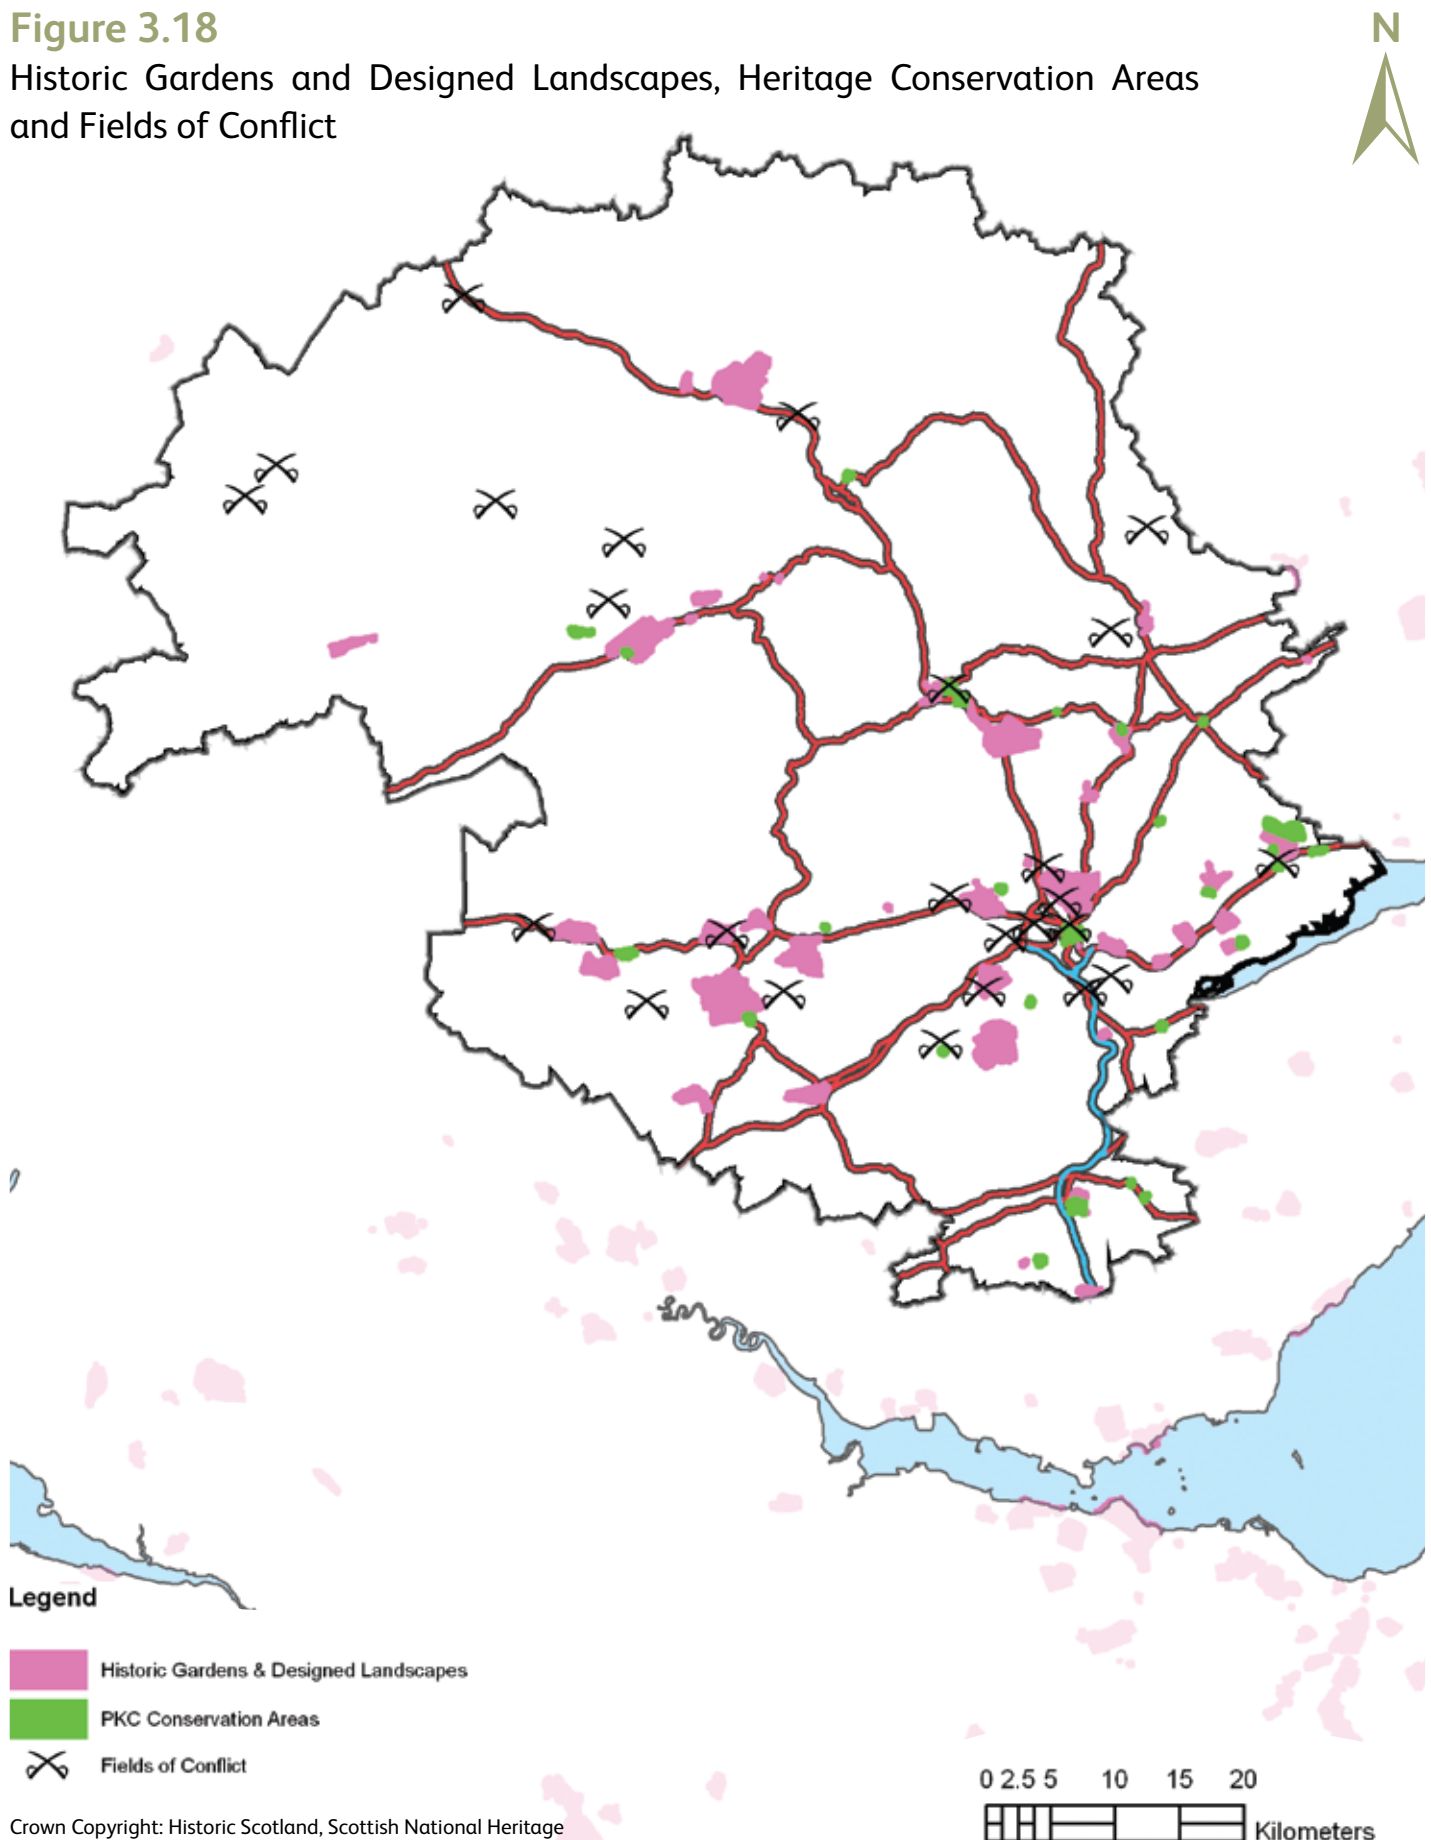 Figure 3.18
N
Historic Gardens and Designed Landscapes, Heritage Conservation Areas
and Fields of Conflict
Legend
Historic Gardens & Designed Landscapes
PKC Conservation Areas
Fields of Conflict
0 2.5 5 10 15 20
Kilometers
Crown Copyright: Historic Scotland, Scottish National Heritage